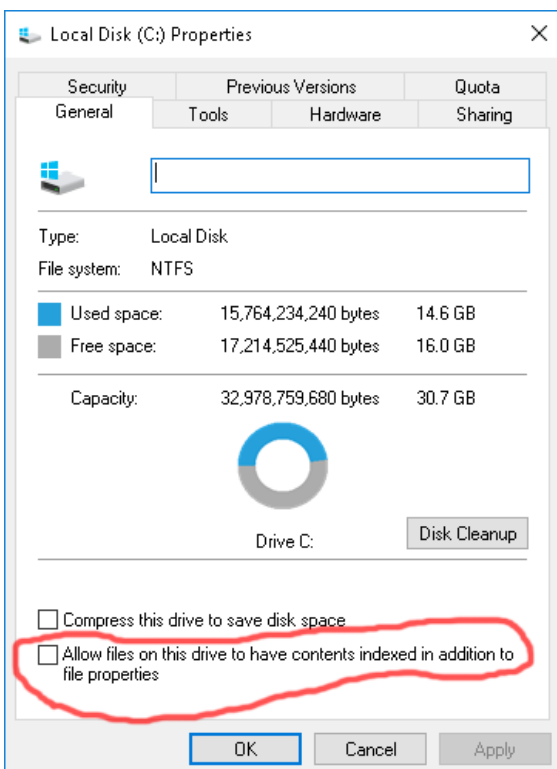 Local Disk (C:) Properties
Security Previous Versions Quota
General Tools Hardware Sharing
Type: Local Disk
File system: NTFS
Used space: 15,764,234,240 bytes 14.6 GB
Free space: 17,214,525,440 bytes 16.0 GB
Capacity: 32,978,759,680 bytes 30.7 GB
Drive C:
Disk Cleanup
Compress this drive to save disk space
Allow files on this drive to have contents indexed in addition to
file properties
OK Cancel Apply